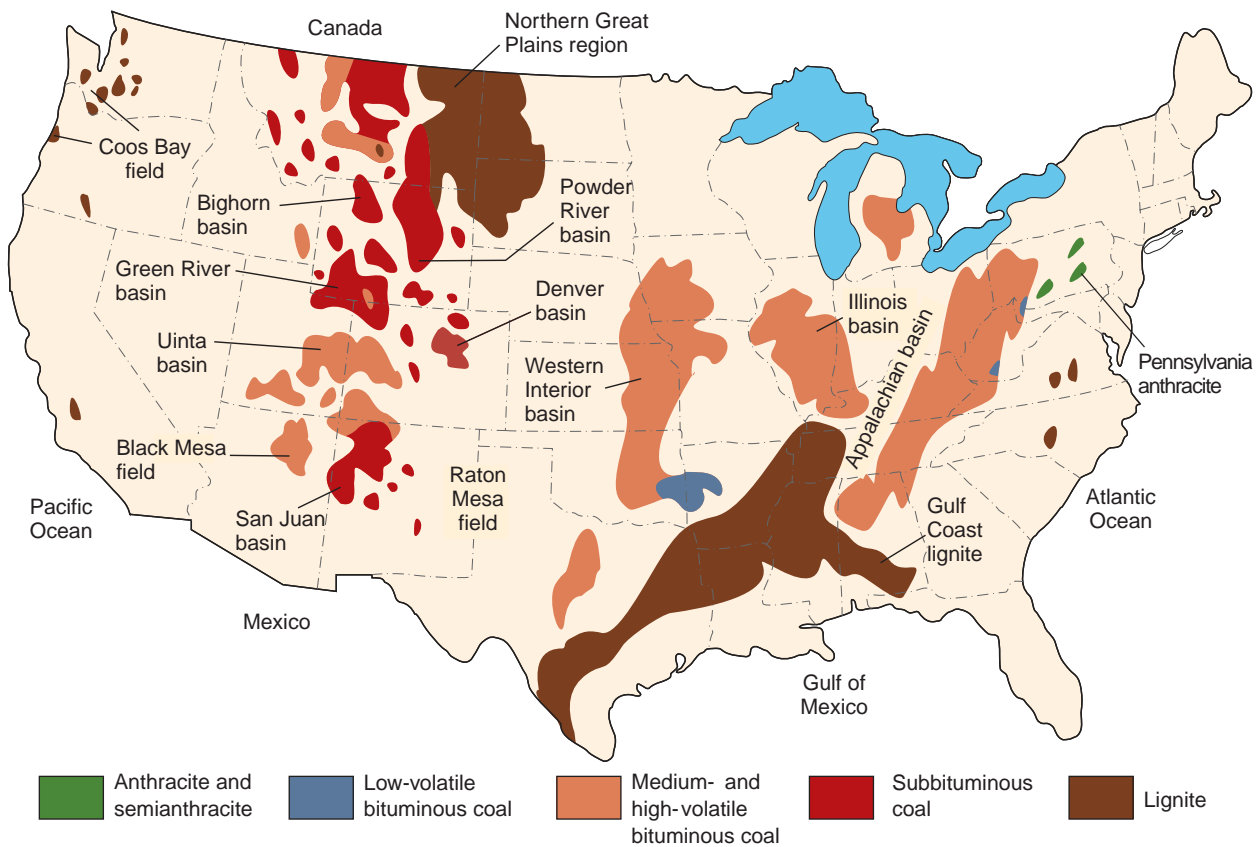 Canada
Northern Great
Plains region
Coos Bay
field
Bighorn
basin
Powder
River
basin
Green River
basin
Denver
basin
Illinois
basin
Uinta
basin
Western
Interior
basin
Appalachian basin
Pennsylvania
anthracite
Black Mesa
field
Raton
Mesa
field
Pacific
Ocean
San Juan
basin
Gulf
Coast
lignite
Atlantic
Ocean
Mexico
Gulf of
Mexico
Anthracite and
semianthracite
Low-volatile
bituminous coal
Medium- and
high-volatile
bituminous coal
Subbituminous
coal
Lignite